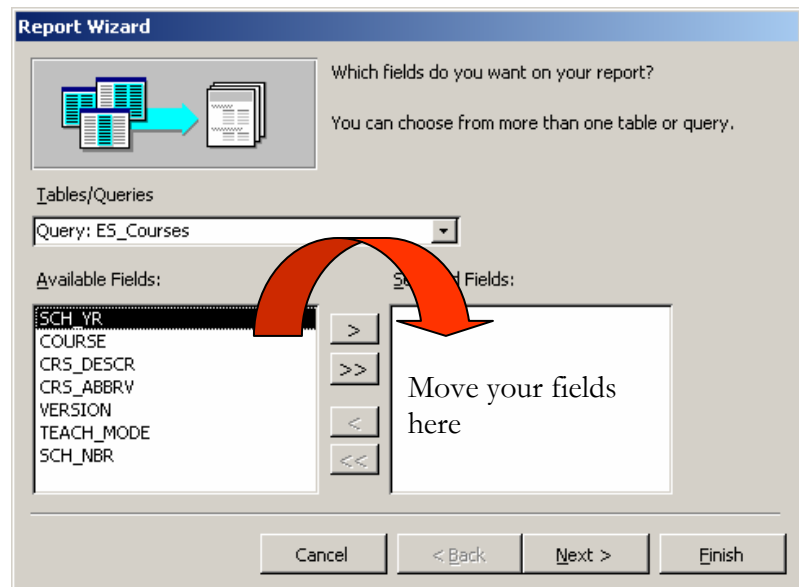 Report Wizard
Which fields do you want on your report?
You can choose from more than one table or query.
Tables/Queries
Query: ES_Courses
Available Fields:
Fields:
SCH_YR
COURSE
CRS_DESCR
CRS_ABBRV
VERSION
TEACH_MODE
SCH_NBR
>
>>
<
<<
Move your fields
here
Cancel
< Back
Next >
Finish